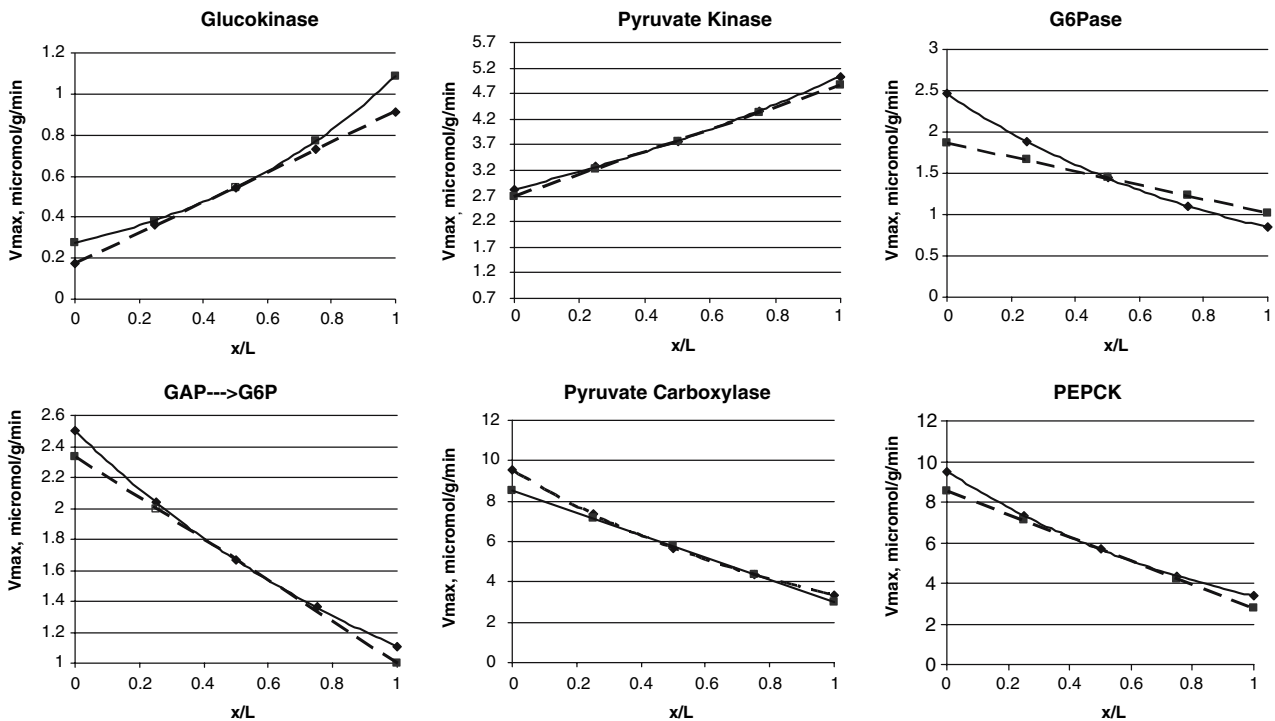 Glucokinase
Vmax, micromol/g/min
1.2
1
0.8
0.6
0.4
0.2
0
0 0.2 0.4 0.6 0.8 1
x/L
Pyruvate Kinase
Vmax, micromol/g/min
5.7
5.2
4.7
4.2
3.7
3.2
2.7
2.2
1.7
1.2
0.7
0 0.2 0.4 0.6 0.8 1
x/L
G6Pase
Vmax, micromol/g/min
3
2.5
2
1.5
1
0.5
0
0 0.2 0.4 0.6 0.8 1
x/L
GAP--->G6P
Vmax, micromol/g/min
2.6
2.4
2.2
2
1.8
1.6
1.4
1.2
1
0 0.2 0.4 0.6 0.8 1
x/L
Pyruvate Carboxylase
Vmax, micromol/g/min
12
10
8
6
4
2
0
0 0.2 0.4 0.6 0.8 1
x/L
PEPCK
Vmax, micromol/g/min
12
10
8
6
4
2
0
0 0.2 0.4 0.6 0.8 1
x/L